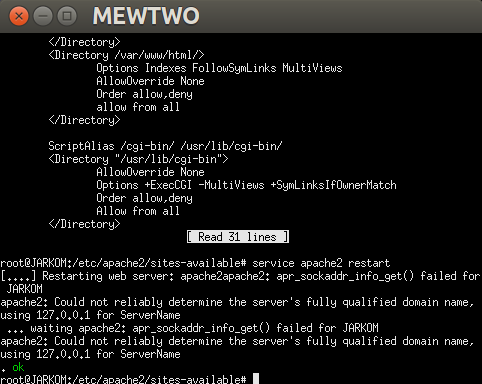 MEWTWO
</Directory>
<Directory /var/www/html/>
Options Indexes FollowSymLinks MultiViews
AllowOverride None
Order allow,deny
allow from all
</Directory>
ScriptAlias /cgi-bin/ /usr/lib/cgi-bin/
<Directory "/usr/lib/cgi-bin">
AllowOverride None
Options +ExecCGI -MultiViews +SymLinksIfOwnerMatch
Order allow,deny
Allow from all
</Directory>
[ Read 31 lines ]
root@JARKOM:/etc/apache2/sites-available# service apache2 restart
[....] Restarting web server: apache2apache2: apr_sockaddr_info_get() failed for
JARKOM
apache2: Could not reliably determine the server's fully qualified domain name,
using 127.0.0.1 for ServerName
... waiting apache2: apr_sockaddr_info_get() failed for JARKOM
apache2: Could not reliably determine the server's fully qualified domain name,
using 127.0.0.1 for ServerName
. ok
root@JARKOM:/etc/apache2/sites-available#